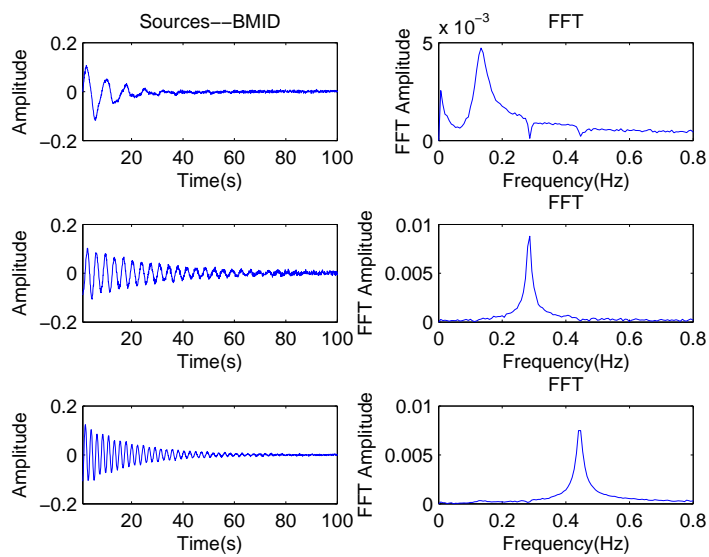 Sources−−BMID
0.2
0
−0.2
Amplitude
20 40 60 80 100
Time(s)
FFT
5 x 10⁻³
0
FFT Amplitude
0 0.2 0.4 0.6 0.8
Frequency(Hz)
0.2
0
−0.2
Amplitude
20 40 60 80 100
Time(s)
FFT
0.01
0.005
0
FFT Amplitude
0 0.2 0.4 0.6 0.8
Frequency(Hz)
0.2
0
−0.2
Amplitude
20 40 60 80 100
Time(s)
FFT
0.01
0.005
0
FFT Amplitude
0 0.2 0.4 0.6 0.8
Frequency(Hz)